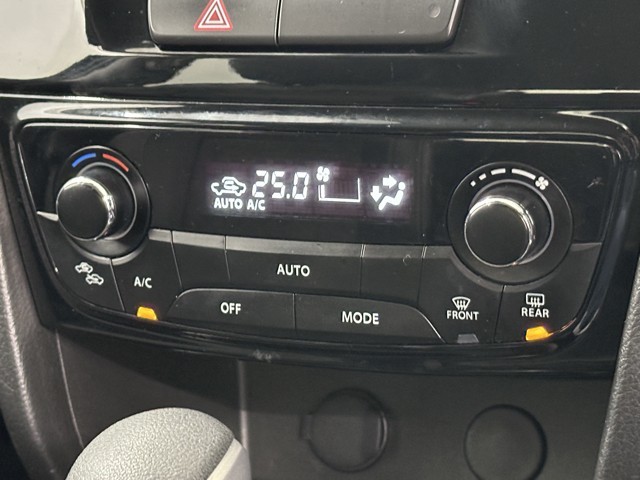 25.0
AUTO A/C
A/C
AUTO
OFF
MODE
FRONT
REAR